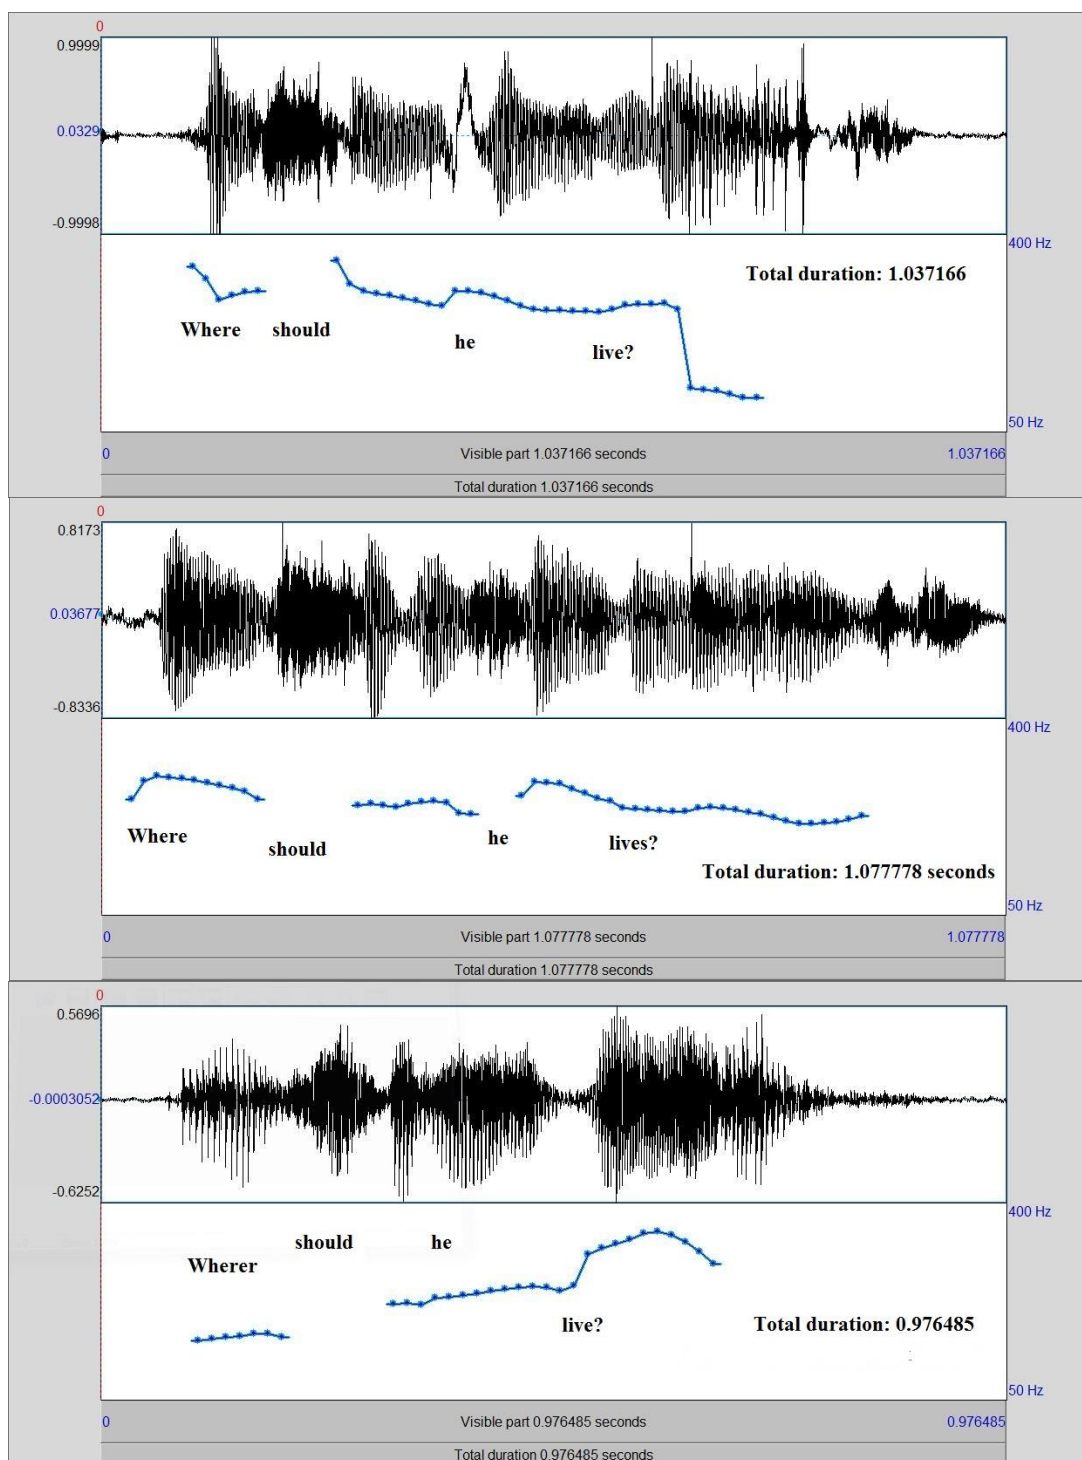 0
0.9999
0.0329
-0.9998
400 Hz
Total duration: 1.037166
Where should he live?
50 Hz
0 Visible part 1.037166 seconds 1.037166
Total duration 1.037166 seconds
0
0.8173
0.03677
-0.8336
400 Hz
Where should he lives?
Total duration: 1.077778 seconds
50 Hz
0 Visible part 1.077778 seconds 1.077778
Total duration 1.077778 seconds
0
0.5696
-0.0003052
-0.6252
400 Hz
Wherer should he live?
Total duration: 0.976485
50 Hz
0 Visible part 0.976485 seconds 0.976485
Total duration 0.976485 seconds